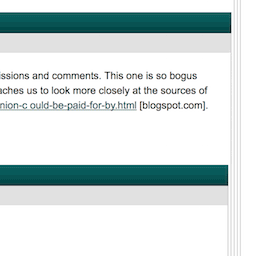 issions and comments. This one is so bogus
aches us to look more closely at the sources of
nion-c ould-be-paid-for-by.html [blogspot.com].